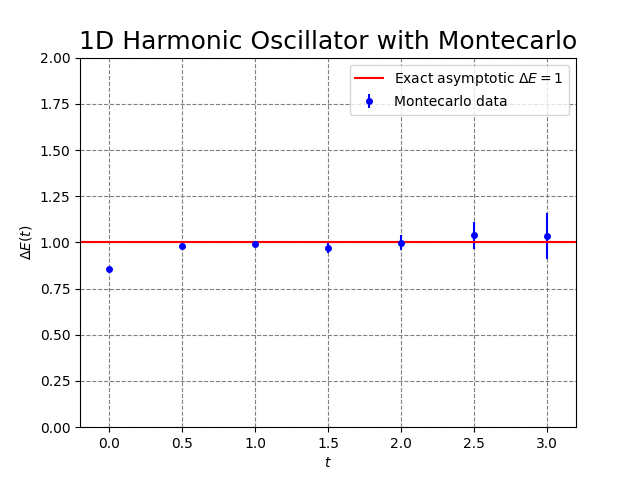 1D Harmonic Oscillator with Montecarlo
2.00
1.75
1.50
1.25
1.00
0.75
0.50
0.25
0.00
ΔE(t)
Exact asymptotic ΔE = 1
Montecarlo data
0.0 0.5 1.0 1.5 2.0 2.5 3.0
t